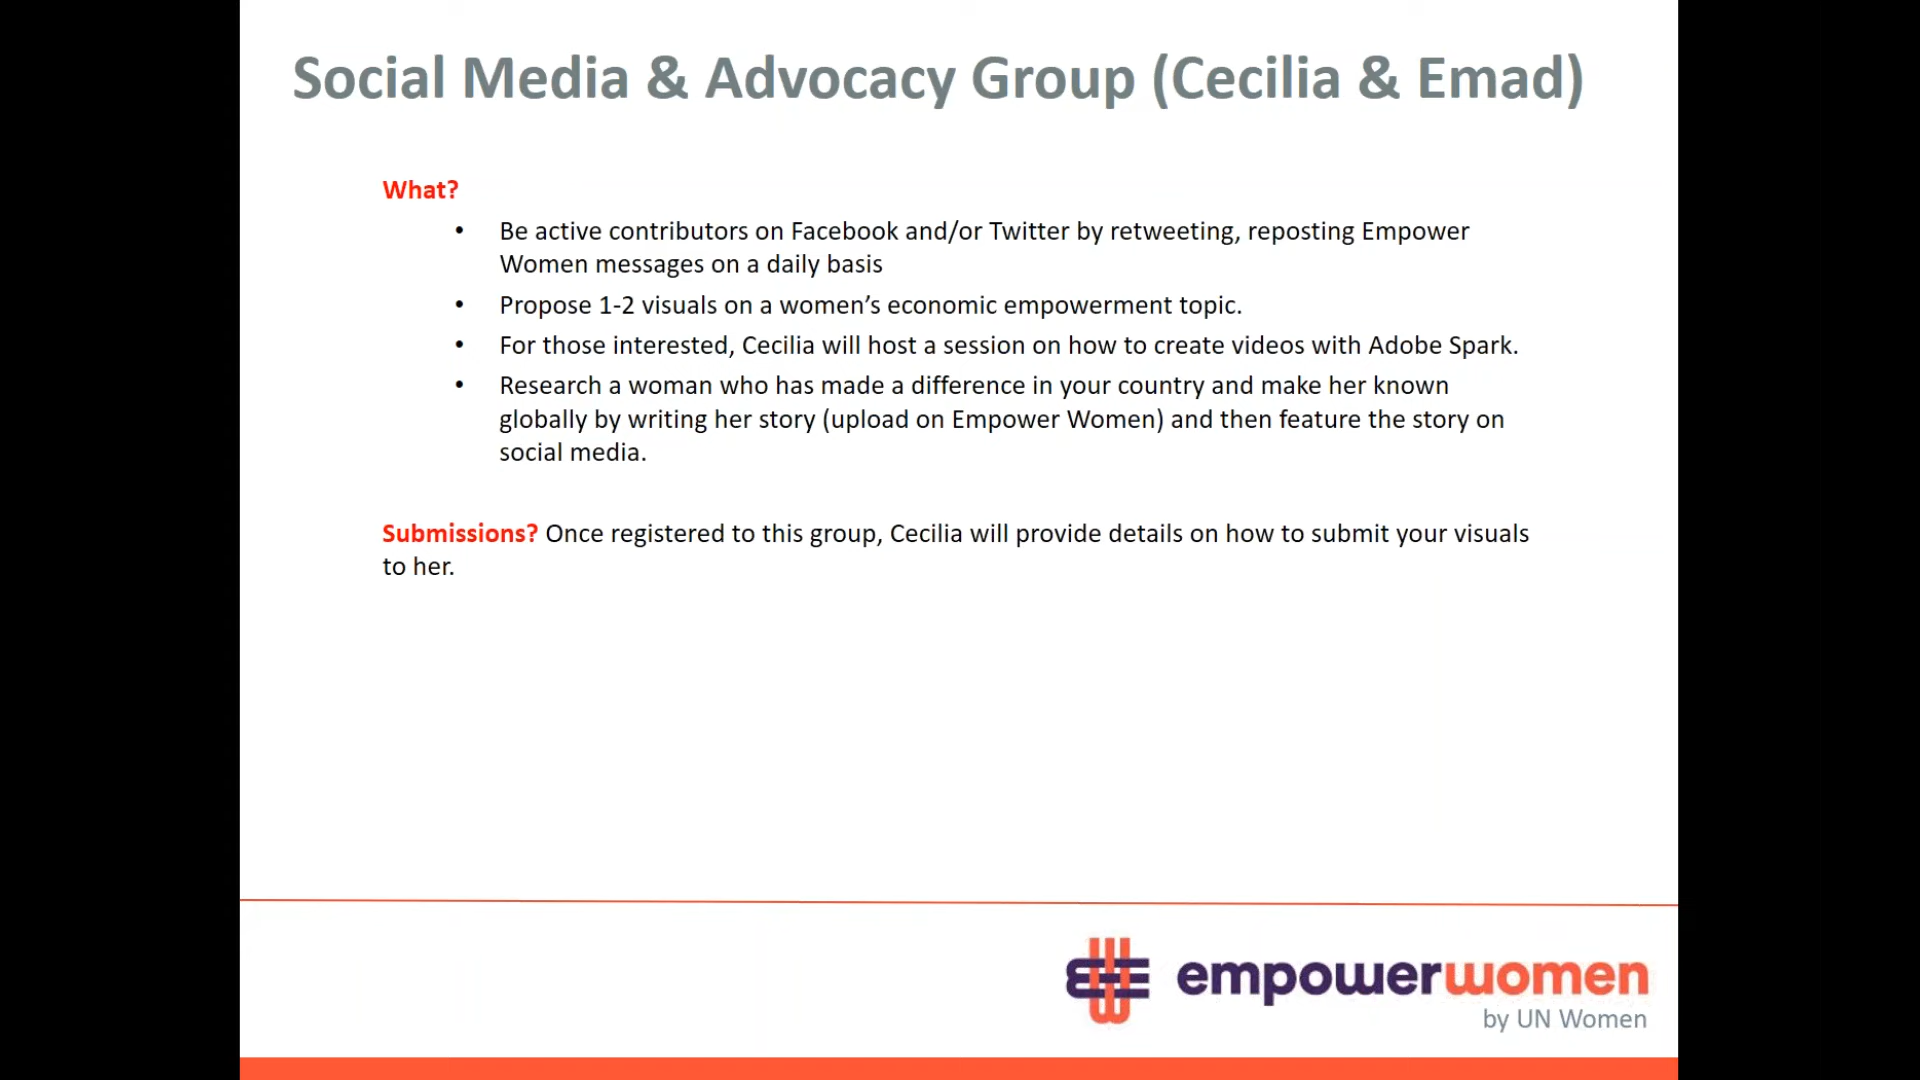 Social Media & Advocacy Group (Cecilia & Emad)
What?
• Be active contributors on Facebook and/or Twitter by retweeting, reposting Empower
Women messages on a daily basis
• Propose 1-2 visuals on a women’s economic empowerment topic.
• For those interested, Cecilia will host a session on how to create videos with Adobe Spark.
• Research a woman who has made a difference in your country and make her known
globally by writing her story (upload on Empower Women) and then feature the story on
social media.
Submissions? Once registered to this group, Cecilia will provide details on how to submit your visuals
to her.
empowerwomen
by UN Women